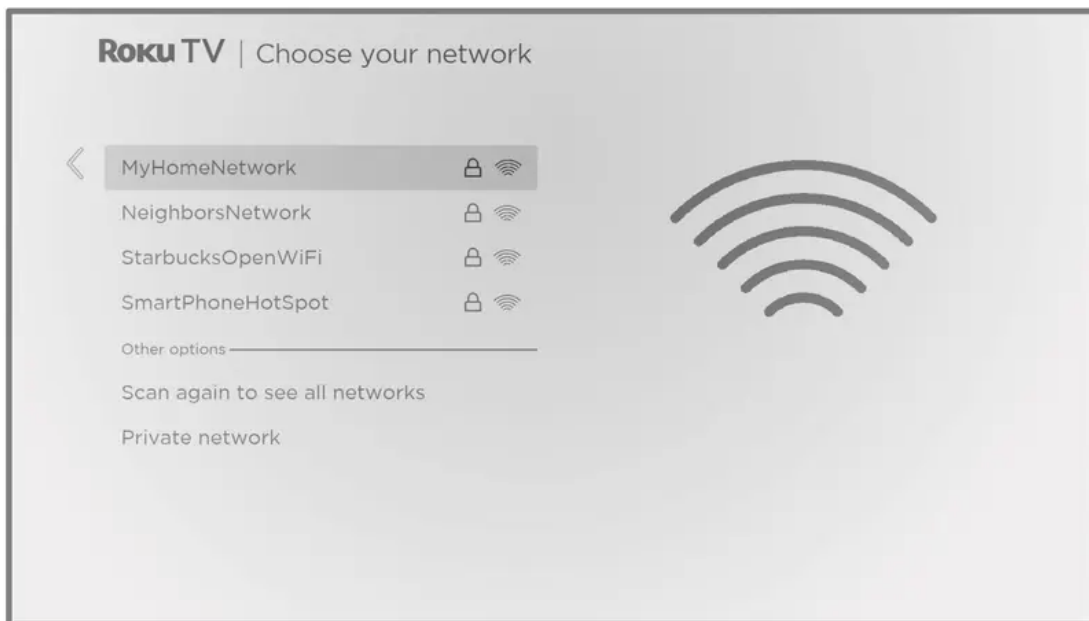 Roku TV | Choose your network
MyHomeNetwork
NeighborsNetwork
StarbucksOpenWiFi
SmartPhoneHotSpot
Other options
Scan again to see all networks
Private network